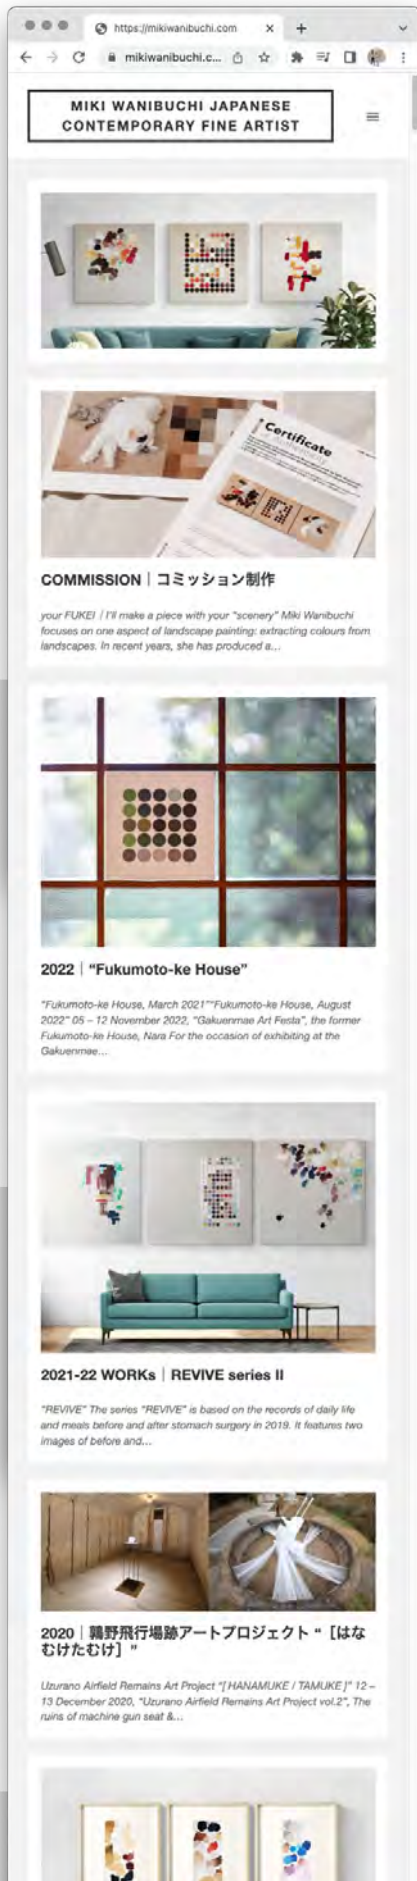 https://mikiwanibuchi.com
mikiwanibuchi.c...
MIKI WANIBUCHI JAPANESE
CONTEMPORARY FINE ARTIST
Certificate
COMMISSION｜コミッション制作
your FUKEI / I'll make a piece with your "scenery" Miki Wanibuchi
focuses on one aspect of landscape painting: extracting colours from
landscapes. In recent years, she has produced a…
2022｜“Fukumoto-ke House”
"Fukumoto-ke House, March 2021""Fukumoto-ke House, August
2022" 05 – 12 November 2022, "Gakuenmae Art Festa", the former
Fukumoto-ke House, Nara For the occasion of exhibiting at the
Gakuenmae…
2021-22 WORKs｜REVIVE series II
"REVIVE" The series "REVIVE" is based on the records of daily life
and meals before and after stomach surgery in 2019. It features two
images of before and…
2020｜鶉野飛行場跡アートプロジェクト “［はな
むけたむけ］”
Uzurano Airfield Remains Art Project "[ HANAMUKE / TAMUKE ]" 12 –
13 December 2020, "Uzurano Airfield Remains Art Project vol.2", The
ruins of machine gun seat &…